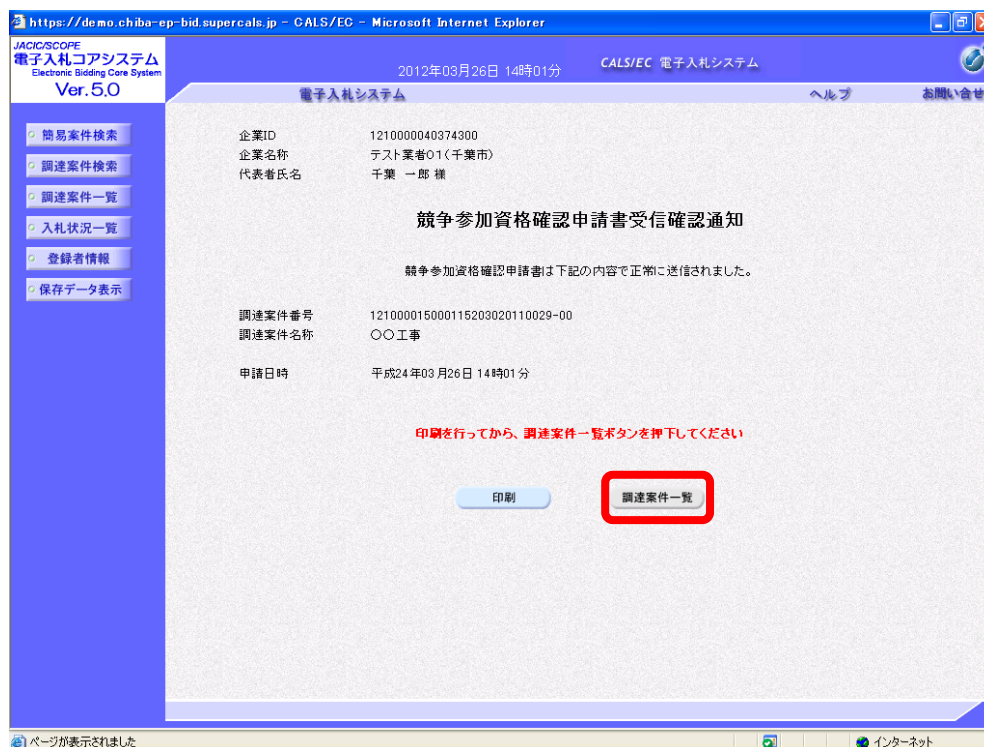 https://demo.chiba-ep-bid.supercals.jp - CALS/EC - Microsoft Internet Explorer
JACIC/SCOPE
電子入札コアシステム
Electronic Bidding Core System
Ver.5.0
2012年03月26日 14時01分
CALS/EC 電子入札システム
電子入札システム
ヘルプ
お問い合せ
簡易案件検索
調達案件検索
調達案件一覧
入札状況一覧
登録者情報
保存データ表示
企業ID 1210000040374300
企業名称 テスト業者01(千葉市)
代表者氏名 千葉 一郎 様
競争参加資格確認申請書受信確認通知
競争参加資格確認申請書は下記の内容で正常に送信されました。
調達案件番号 1210000150001152030201​10029-00
調達案件名称 〇〇工事
申請日時 平成24年03月26日 14時01分
印刷を行ってから、調達案件一覧ボタンを押下してください
印刷
調達案件一覧
ページが表示されました
インターネット